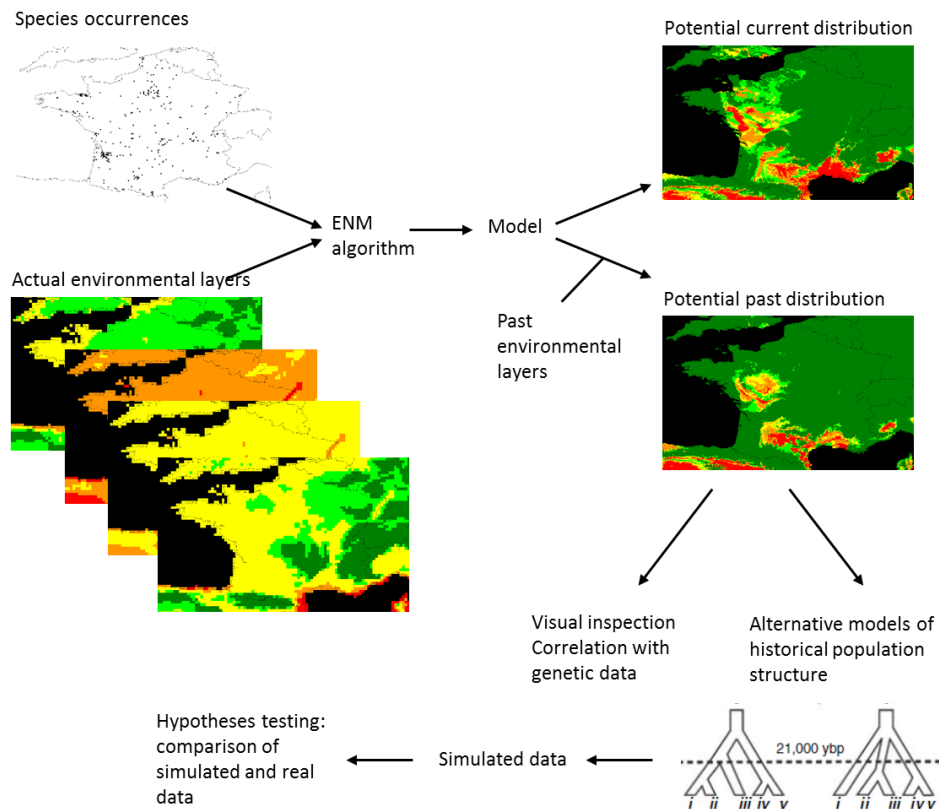 Species occurrences
Potential current distribution
ENM
algorithm
Model
Actual environmental layers
Past
environmental
layers
Potential past distribution
Visual inspection
Correlation with
genetic data
Alternative models of
historical population
structure
Hypotheses testing:
comparison of
simulated and real
data
Simulated data
21,000 ybp
i ii iii iv v i ii iii iv v